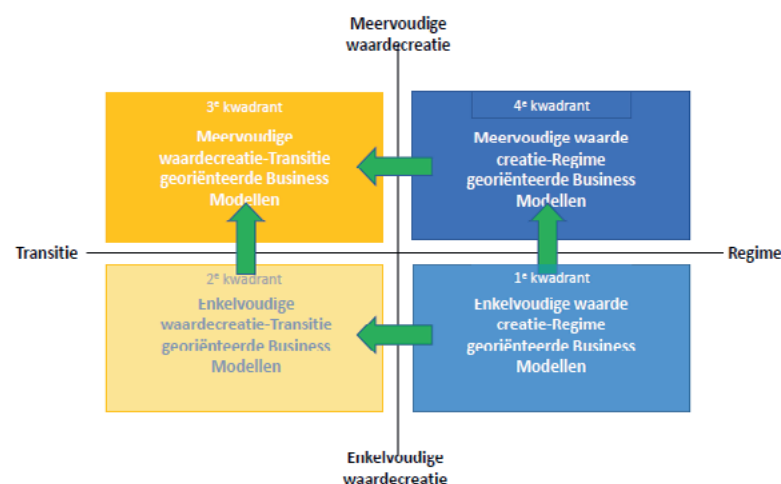 Meervoudige
waardecreatie
3e kwadrant
Meervoudige
waardecreatie-Transitie
georiënteerde Business
Modellen
4e kwadrant
Meervoudige waarde
creatie-Regime
georiënteerde Business
Modellen
Transitie
Regime
2e kwadrant
Enkelvoudige
waardecreatie-Transitie
georiënteerde Business
Modellen
1e kwadrant
Enkelvoudige waarde
creatie-Regime
georiënteerde Business
Modellen
Enkelvoudige
waardecreatie